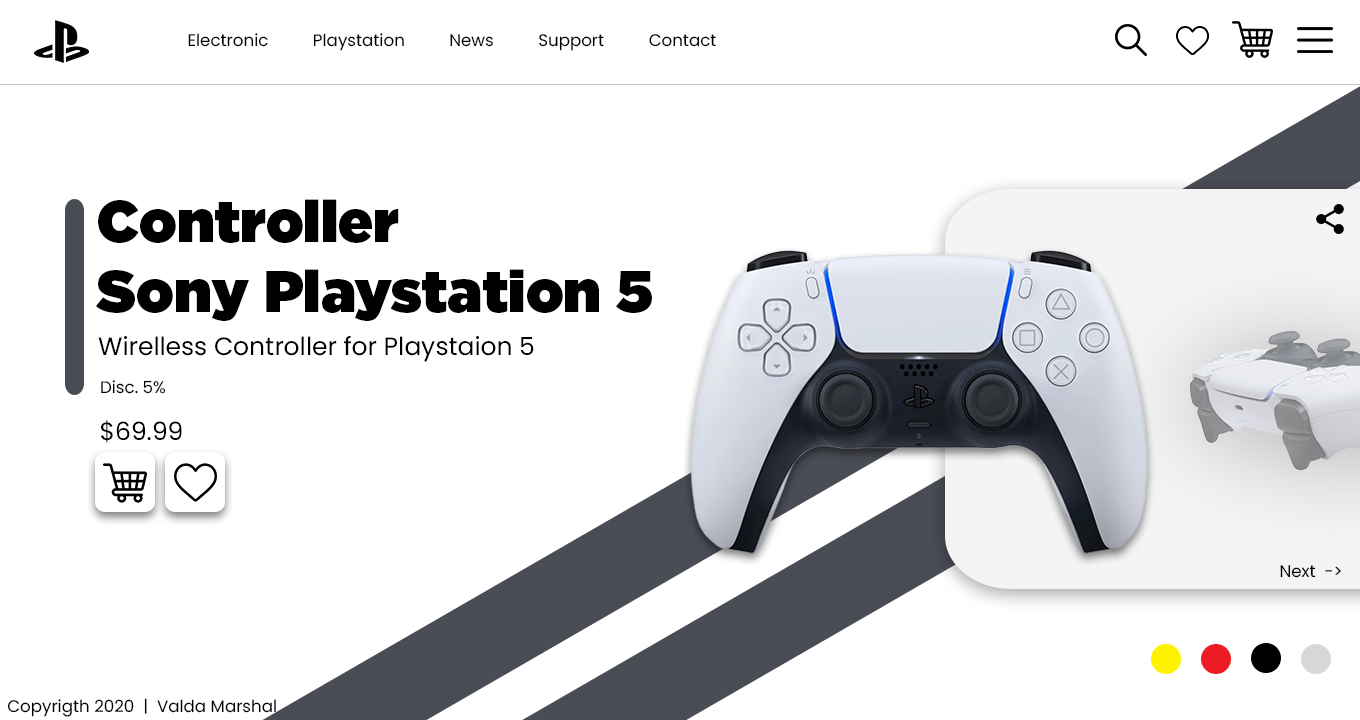 Electronic Playstation News Support Contact
Controller
Sony Playstation 5
Wireless Controller for Playstaion 5
Disc. 5%
$69.99
Next ->
Copyrigth 2020 | Valda Marshal